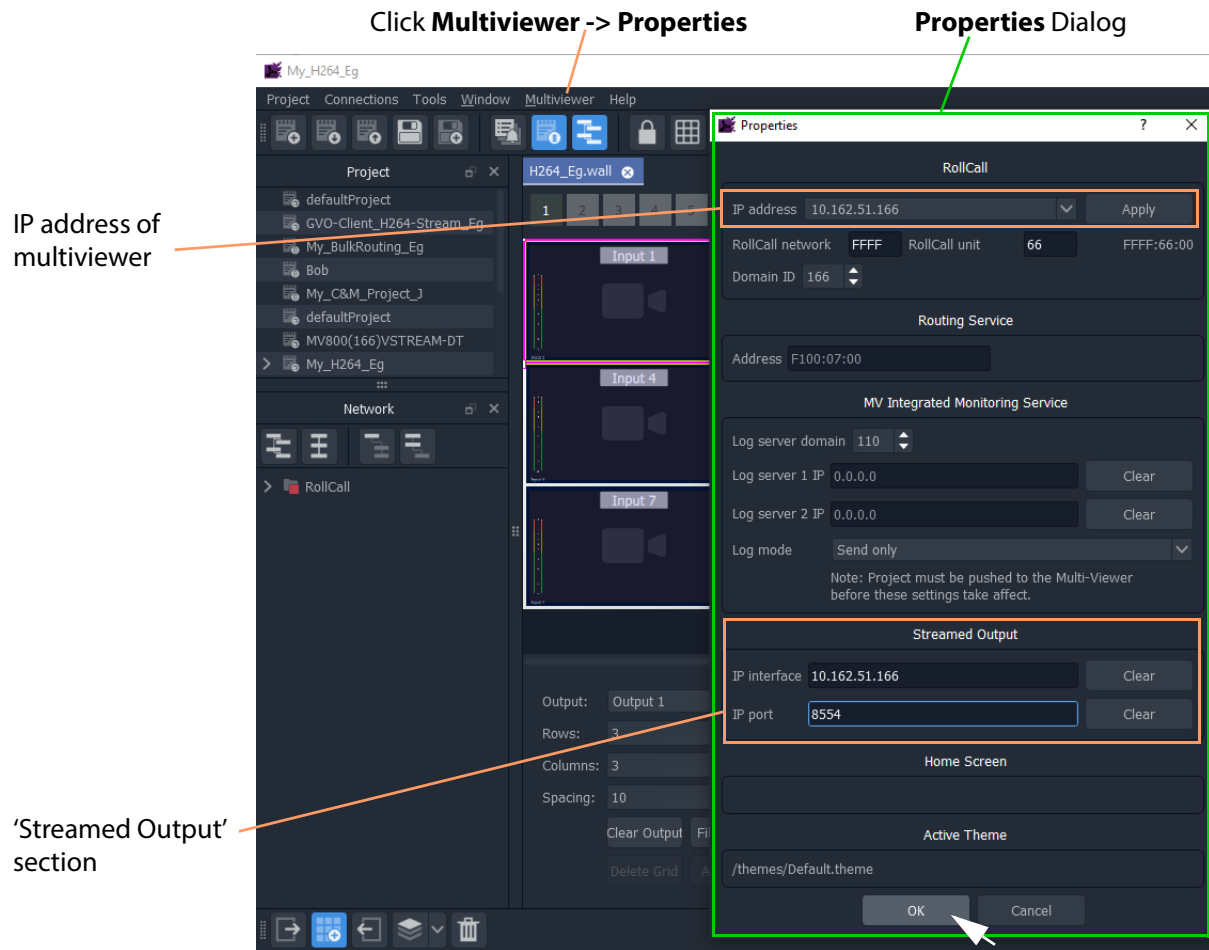 Click Multiviewer -> Properties
Properties Dialog
My_H264_Eg
Project Connections Tools Window Multiviewer Help
Project
defaultProject
GVO-Client_H264-Stream_Eg
My_BulkRouting_Eg
Bob
My_C&M_Project_J
defaultProject
MV800(166)VSTREAM-DT
My_H264_Eg
Network
RollCall
IP address of
multiviewer
'Streamed Output'
section
H264_Eg.wall
1 2 3 4 5
Input 1
Input 4
Input 7
Output: Output 1
Rows: 3
Columns: 3
Spacing: 10
Clear Output Fil
Delete Grid A
Properties ?
RollCall
IP address 10.162.51.166 Apply
RollCall network FFFF RollCall unit 66 FFFF:66:00
Domain ID 166
Routing Service
Address F100:07:00
MV Integrated Monitoring Service
Log server domain 110
Log server 1 IP 0.0.0.0 Clear
Log server 2 IP 0.0.0.0 Clear
Log mode Send only
Note: Project must be pushed to the Multi-Viewer
before these settings take affect.
Streamed Output
IP interface 10.162.51.166 Clear
IP port 8554 Clear
Home Screen
Active Theme
/themes/Default.theme
OK Cancel